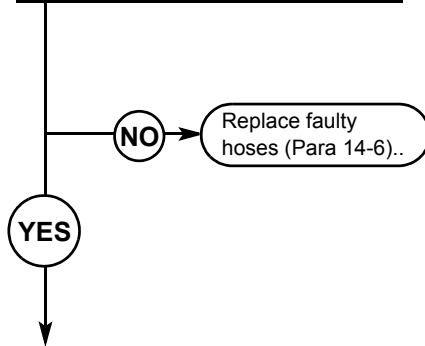 NO
Replace faulty
hoses (Para 14-6)..
YES